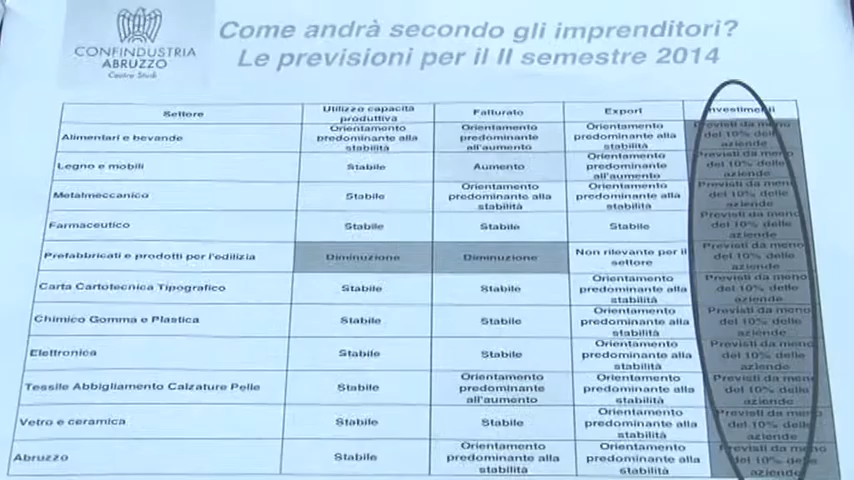 CONFINDUSTRIA
ABRUZZO
Centro Studi
Come andrà secondo gli imprenditori?
Le previsioni per il II semestre 2014
Settore
Utilizzo capacità
produttiva
Fatturato
Export
Investimenti
Alimentari e bevande
Orientamento
predominante alla
stabilità
Orientamento
predominante
all'aumento
Orientamento
predominante alla
stabilità
Previsti da meno
del 10% delle
aziende
Legno e mobili
Stabile
Aumento
Orientamento
predominante
all'aumento
Previsti da meno
del 10% delle
aziende
Metalmeccanico
Stabile
Orientamento
predominante alla
stabilità
Orientamento
predominante alla
stabilità
Previsti da meno
del 10% delle
aziende
Farmaceutico
Stabile
Stabile
Stabile
Previsti da meno
del 10% delle
aziende
Prefabbricati e prodotti per l'edilizia
Diminuzione
Diminuzione
Non rilevante per il
settore
Previsti da meno
del 10% delle
aziende
Carta Cartotecnica Tipografico
Stabile
Stabile
Orientamento
predominante alla
stabilità
Previsti da meno
del 10% delle
aziende
Chimico Gomma e Plastica
Stabile
Stabile
Orientamento
predominante alla
stabilità
Previsti da meno
del 10% delle
aziende
Elettronica
Stabile
Stabile
Orientamento
predominante alla
stabilità
Previsti da meno
del 10% delle
aziende
Tessile Abbigliamento Calzature Pelle
Stabile
Orientamento
predominante
all'aumento
Orientamento
predominante alla
stabilità
Previsti da meno
del 10% delle
aziende
Vetro e ceramica
Stabile
Stabile
Orientamento
predominante alla
stabilità
Previsti da meno
del 10% delle
aziende
Abruzzo
Stabile
Orientamento
predominante alla
stabilità
Orientamento
predominante alla
stabilità
Previsti da meno
del 10% delle
aziende